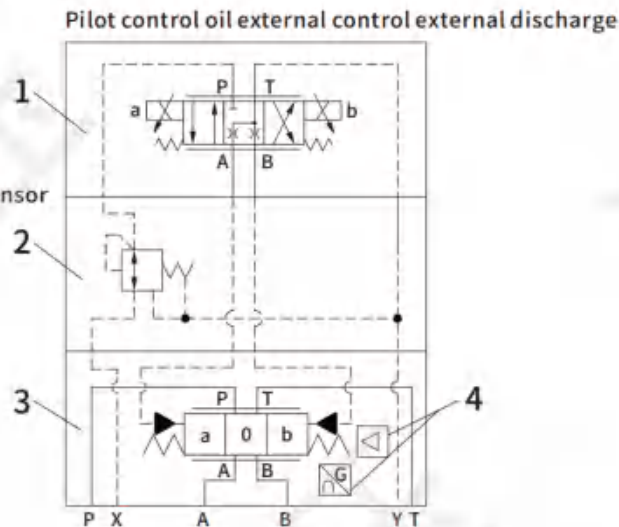 Pilot control oil external control external discharge
1
P T
a b
A B
nsor
2
3
P T
4
a 0 b
A B
G
P X A B Y T